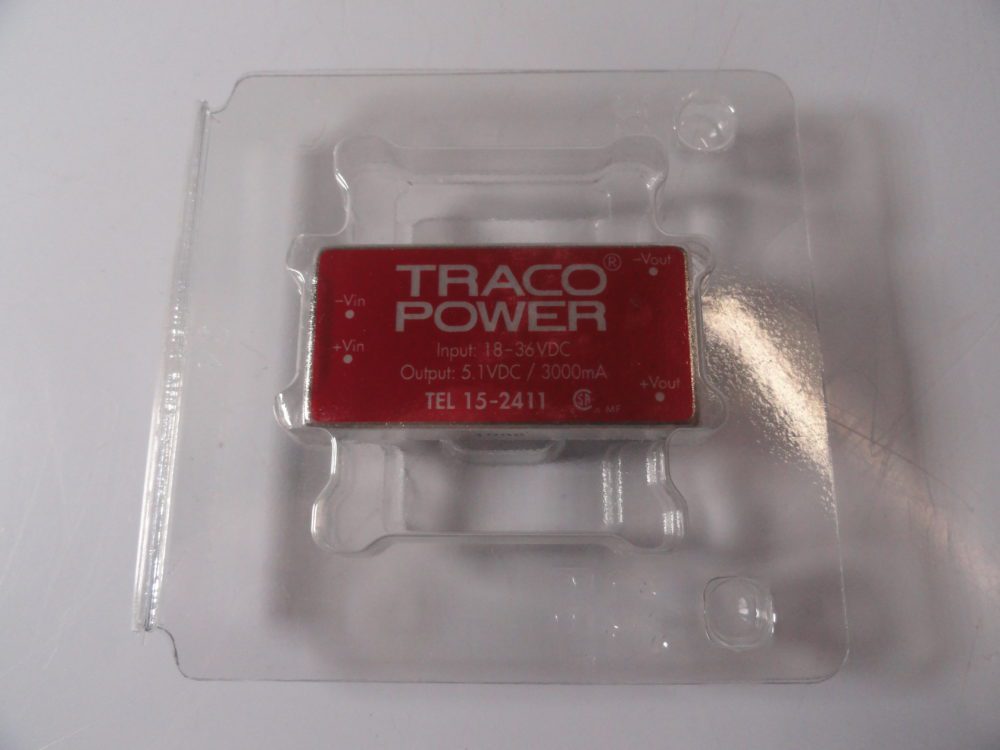 TRACO®
POWER
-Vin
+Vin
-Vout
+Vout
Input: 18-36VDC
Output: 5.1VDC / 3000mA
TEL 15-2411